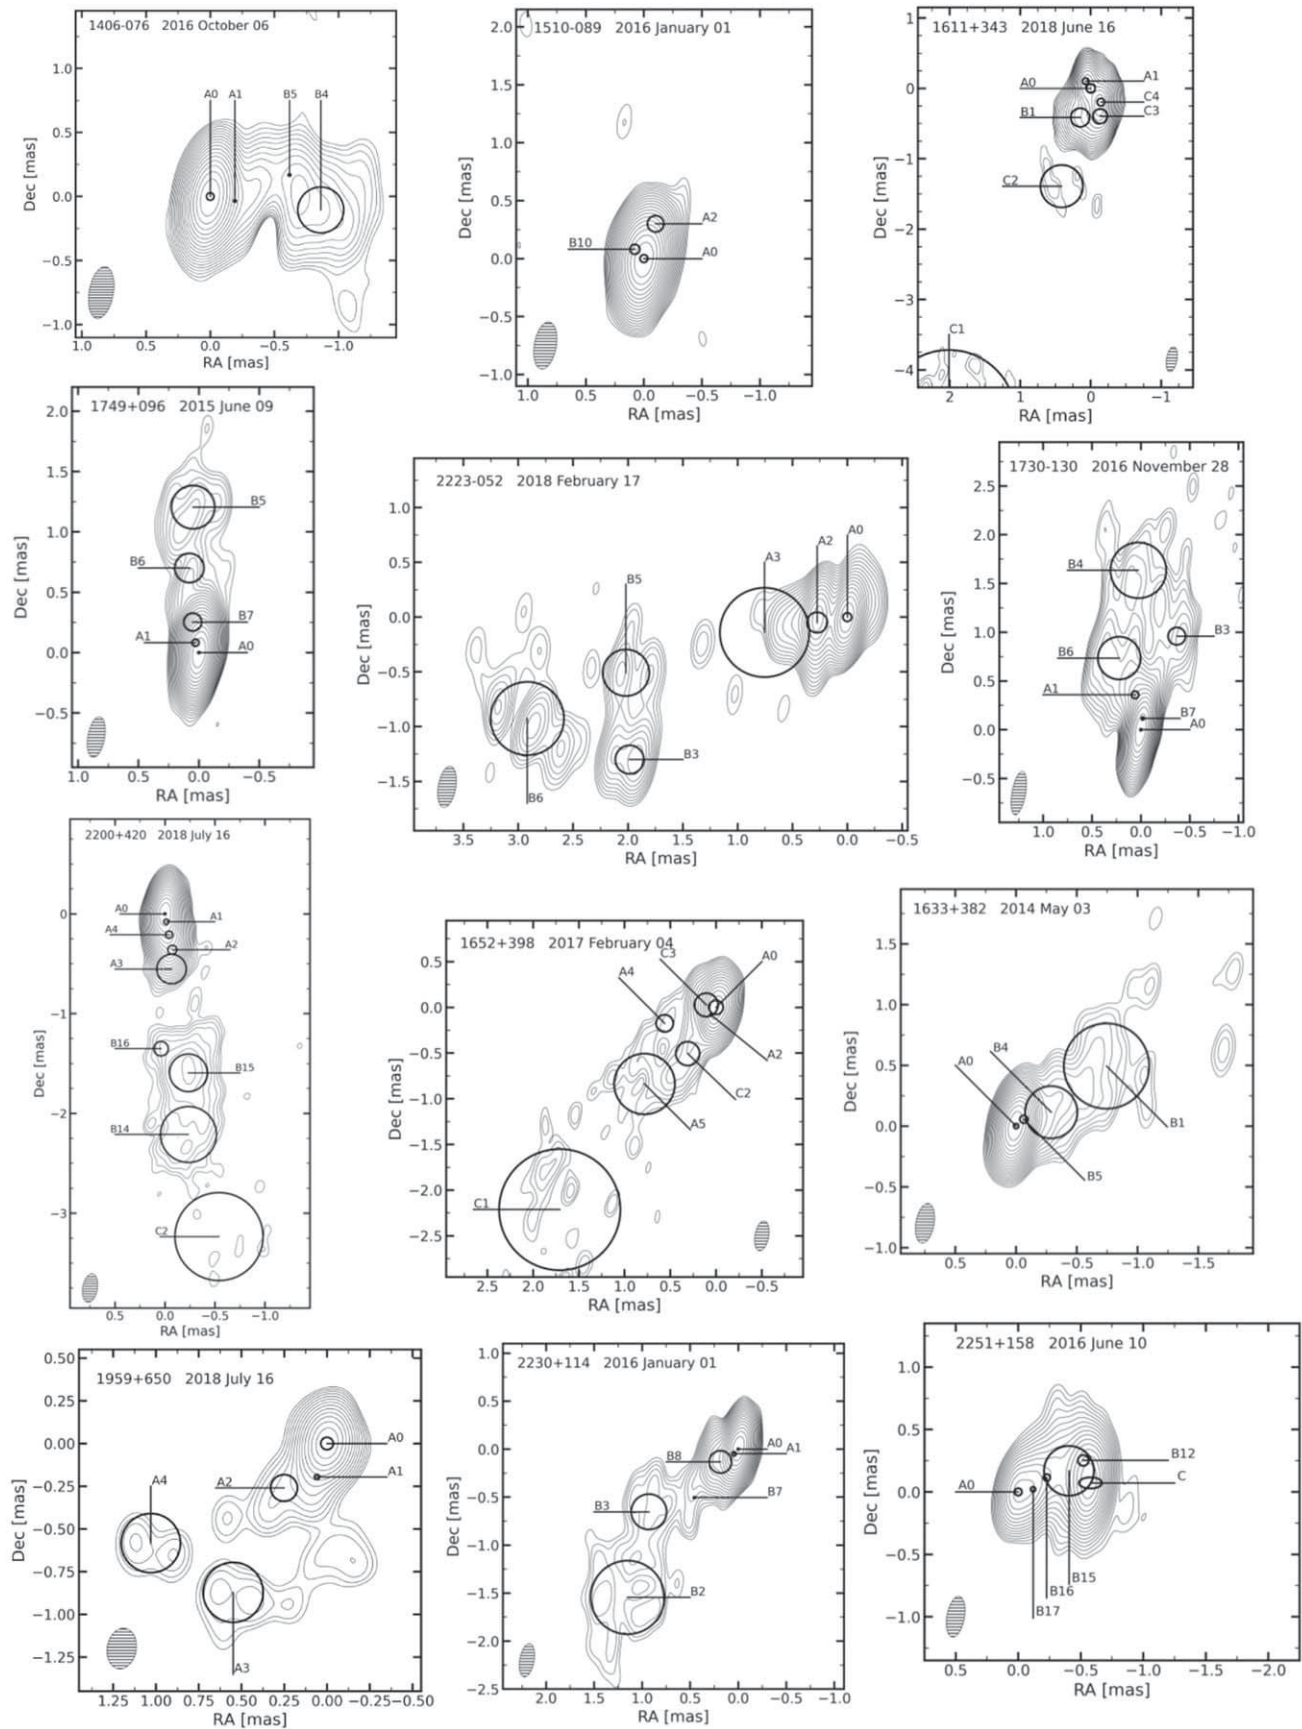 1406-076 2016 October 06
A0 A1 B5 B4
1.0
0.5
0.0
−0.5
−1.0
Dec [mas]
1.0 0.5 0.0 −0.5 −1.0
RA [mas]
1510-089 2016 January 01
2.0
1.5
1.0
0.5
0.0
−0.5
−1.0
Dec [mas]
A2
B10
A0
1.0 0.5 0.0 −0.5 −1.0
RA [mas]
1611+343 2018 June 16
1
0
−1
−2
−3
−4
Dec [mas]
A0 A1
C4
B1 C3
C2
C1
2 1 0 −1
RA [mas]
1749+096 2015 June 09
2.0
1.5
1.0
0.5
0.0
−0.5
Dec [mas]
B5
B6
B7
A1
A0
1.0 0.5 0.0 −0.5
RA [mas]
2223-052 2018 February 17
1.0
0.5
0.0
−0.5
−1.0
−1.5
Dec [mas]
A0
A2
A3
B5
B3
B6
3.5 3.0 2.5 2.0 1.5 1.0 0.5 0.0 −0.5
RA [mas]
1730-130 2016 November 28
2.5
2.0
1.5
1.0
0.5
0.0
−0.5
Dec [mas]
B4
B3
B6
A1
B7
A0
1.0 0.5 0.0 −0.5 −1.0
RA [mas]
2200+420 2018 July 16
0
−1
−2
−3
Dec [mas]
A0
A1
A4
A2
A3
B16
B15
B14
C2
0.5 0.0 −0.5 −1.0
RA [mas]
1652+398 2017 February 04
0.5
0.0
−0.5
−1.0
−1.5
−2.0
−2.5
Dec [mas]
C3
A0
A4
A2
C2
A5
C1
2.5 2.0 1.5 1.0 0.5 0.0 −0.5
RA [mas]
1633+382 2014 May 03
1.5
1.0
0.5
0.0
−0.5
−1.0
Dec [mas]
B4
A0
B1
B5
0.5 0.0 −0.5 −1.0 −1.5
RA [mas]
1959+650 2018 July 16
0.50
0.25
0.00
−0.25
−0.50
−0.75
−1.00
−1.25
Dec [mas]
A0
A1
A2
A4
A3
1.25 1.00 0.75 0.50 0.25 0.00 −0.25 −0.50
RA [mas]
2230+114 2016 January 01
1.0
0.5
0.0
−0.5
−1.0
−1.5
−2.0
−2.5
Dec [mas]
A0
A1
B8
B7
B3
B2
2.0 1.5 1.0 0.5 0.0 −0.5 −1.0
RA [mas]
2251+158 2016 June 10
1.0
0.5
0.0
−0.5
−1.0
Dec [mas]
B12
C
A0
B15
B16
B17
0.5 0.0 −0.5 −1.0 −1.5 −2.0
RA [mas]